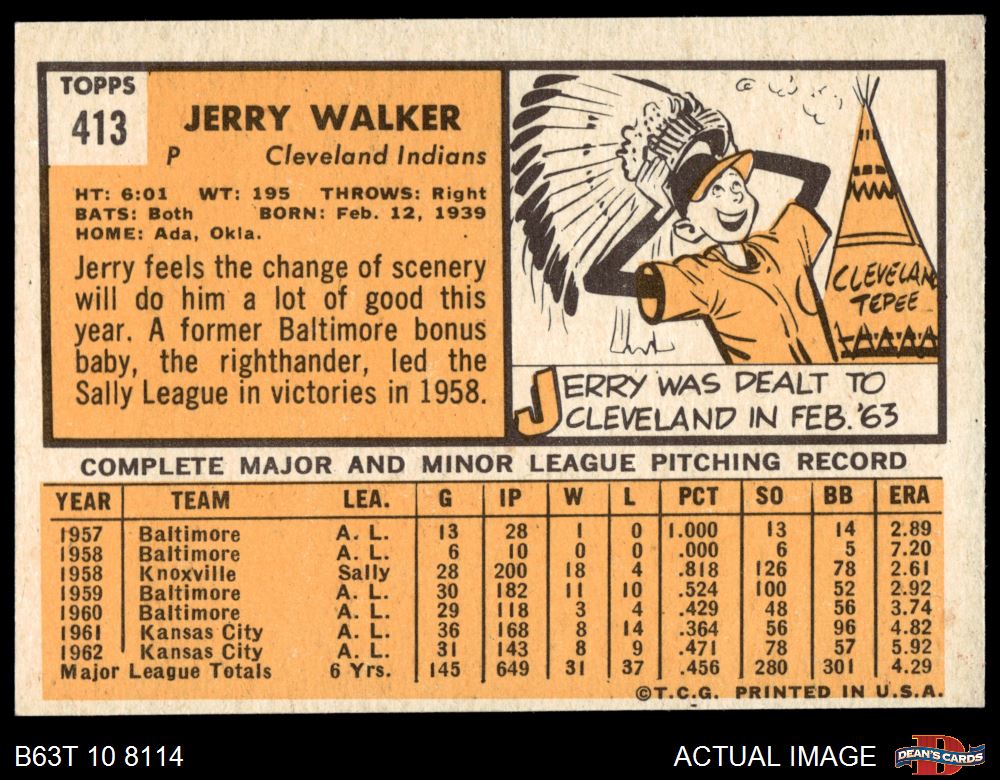 TOPPS
413
JERRY WALKER
P Cleveland Indians
HT: 6:01 WT: 195 THROWS: Right
BATS: Both BORN: Feb. 12, 1939
HOME: Ada, Okla.
Jerry feels the change of scenery
will do him a lot of good this
year. A former Baltimore bonus
baby, the righthander, led the
Sally League in victories in 1958.
CLEVELAN
TEPEE
JERRY WAS DEALT TO
CLEVELAND IN FEB. '63
COMPLETE MAJOR AND MINOR LEAGUE PITCHING RECORD
YEAR TEAM LEA. G IP W L PCT SO BB ERA
1957 Baltimore A. L. 13 28 1 0 1.000 13 14 2.89
1958 Baltimore A. L. 6 10 0 0 .000 6 5 7.20
1958 Knoxville Sally 28 200 18 4 .818 126 78 2.61
1959 Baltimore A. L. 30 182 11 10 .524 100 52 2.92
1960 Baltimore A. L. 29 118 3 4 .429 48 56 3.74
1961 Kansas City A. L. 36 168 8 14 .364 56 96 4.82
1962 Kansas City A. L. 31 143 8 9 .471 78 57 5.92
Major League Totals 6 Yrs. 145 649 31 37 .456 280 301 4.29
©T.C.G. PRINTED IN U.S.A.
B63T 10 8114 ACTUAL IMAGE DEAN'S CARDS